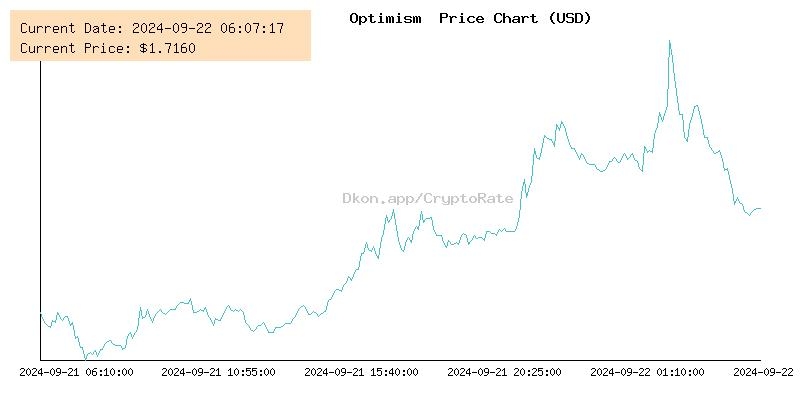 Optimism  Price Chart (USD)
Current Date: 2024-09-22 06:07:17
Current Price: $1.7160
Dkon.app/CryptoRate
2024-09-21 06:10:00 2024-09-21 10:55:00 2024-09-21 15:40:00 2024-09-21 20:25:00 2024-09-22 01:10:00 2024-09-22